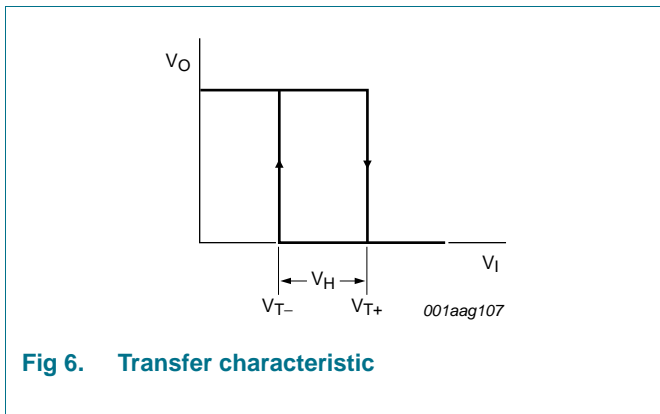 VO
VI
VH
VT−
VT+
001aag107
Fig 6. Transfer characteristic